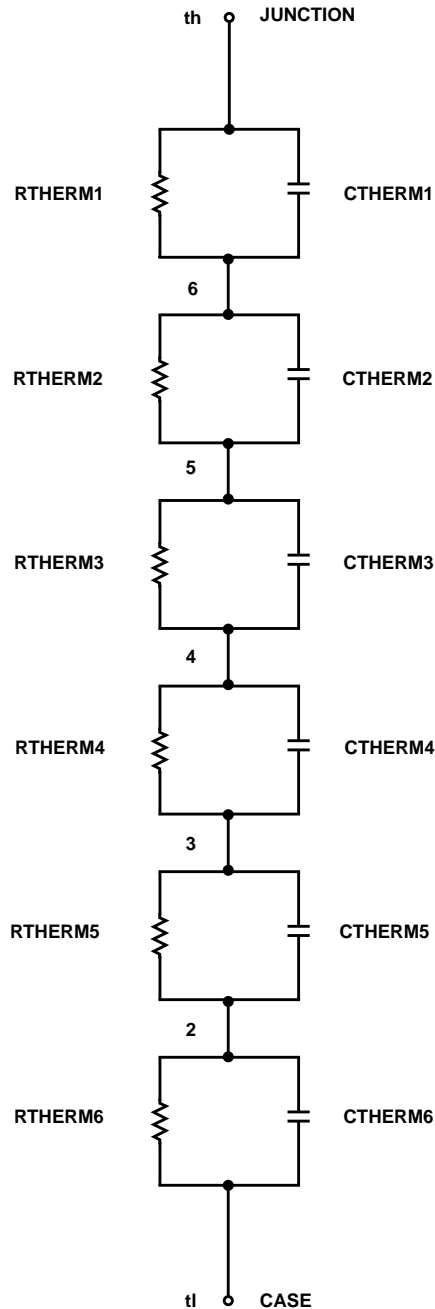 th JUNCTION
RTHERM1 CTHERM1
6
RTHERM2 CTHERM2
5
RTHERM3 CTHERM3
4
RTHERM4 CTHERM4
3
RTHERM5 CTHERM5
2
RTHERM6 CTHERM6
tl CASE